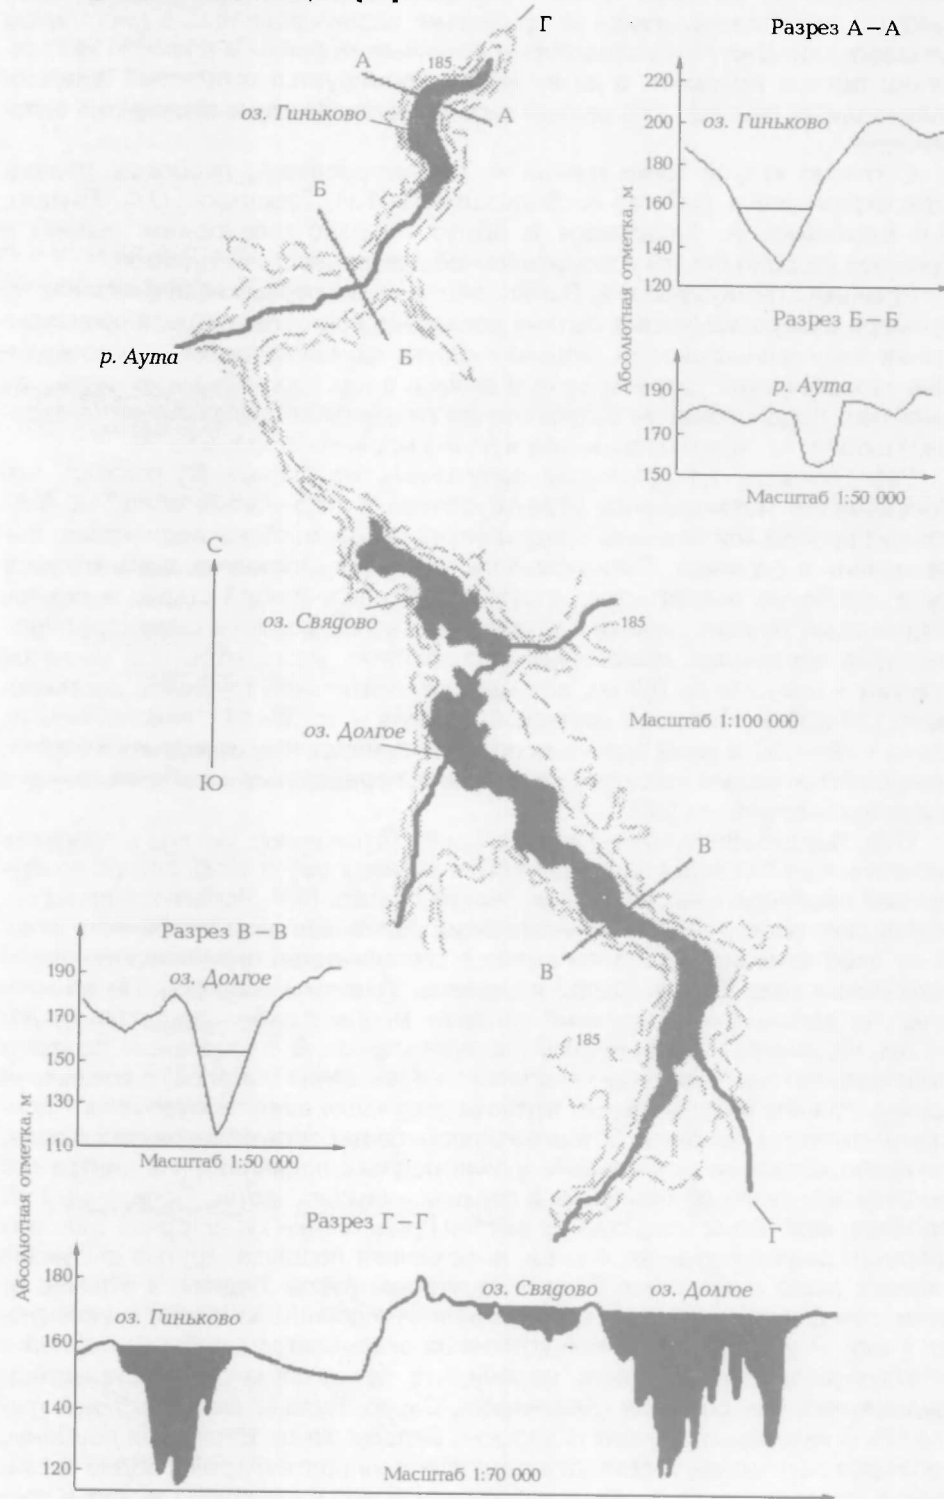 Г
Разрез А–А
А
185
220
оз. Гиньково
А
200
оз. Гиньково
180
160
140
120
Абсолютная отметка, м
Б
Разрез Б–Б
р. Аута
Б
190
р. Аута
170
150
Масштаб 1:50 000
С
Ю
оз. Свядово
185
оз. Долгое
Масштаб 1:100 000
В
В
Разрез В–В
190
оз. Долгое
170
150
130
110
Масштаб 1:50 000
Абсолютная отметка, м
185
Г
Разрез Г–Г
180
оз. Гиньково
оз. Свядово
оз. Долгое
160
140
120
Масштаб 1:70 000